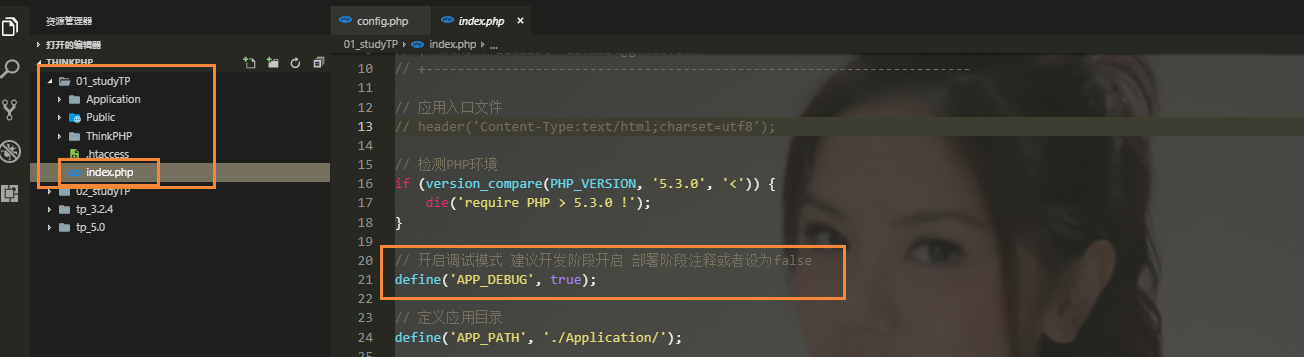 资源管理器
打开的编辑器
THINKPHP
01_studyTP
Application
Public
ThinkPHP
.htaccess
index.php
02_studyTP
tp_3.2.4
tp_5.0
config.php
index.php ×
01_studyTP › index.php › ...
10 // +----------------------------------------------------------------------
11
12 // 应用入口文件
13 // header('Content-Type:text/html;charset=utf8');
14
15 // 检测PHP环境
16 if (version_compare(PHP_VERSION, '5.3.0', '<')) {
17 die('require PHP > 5.3.0 !');
18 }
19
20 // 开启调试模式 建议开发阶段开启 部署阶段注释或者设为false
21 define('APP_DEBUG', true);
22
23 // 定义应用目录
24 define('APP_PATH', './Application/');
25